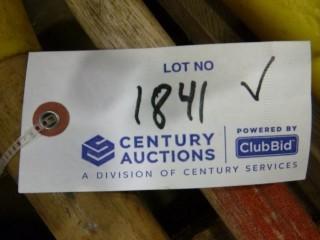 LOT NO
1841 ✓
CENTURY AUCTIONS
POWERED BY
ClubBid
A DIVISION OF CENTURY SERVICES